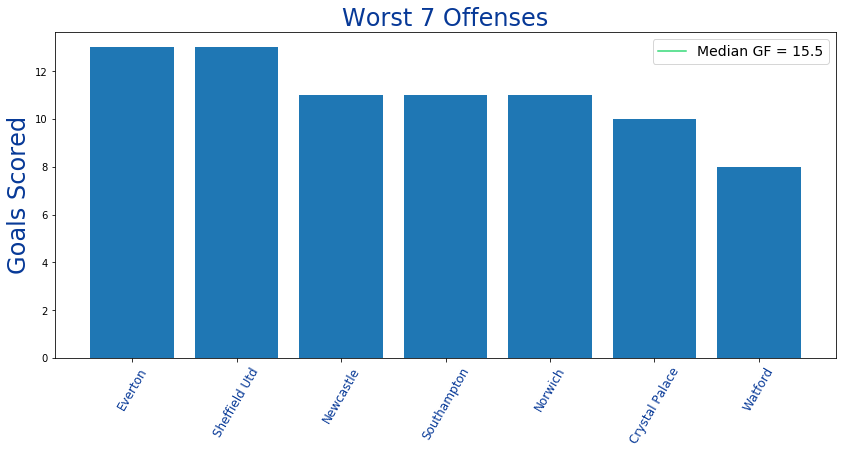 Worst 7 Offenses
Median GF = 15.5
Goals Scored
12
10
8
6
4
2
0
Everton
Sheffield Utd
Newcastle
Southampton
Norwich
Crystal Palace
Watford